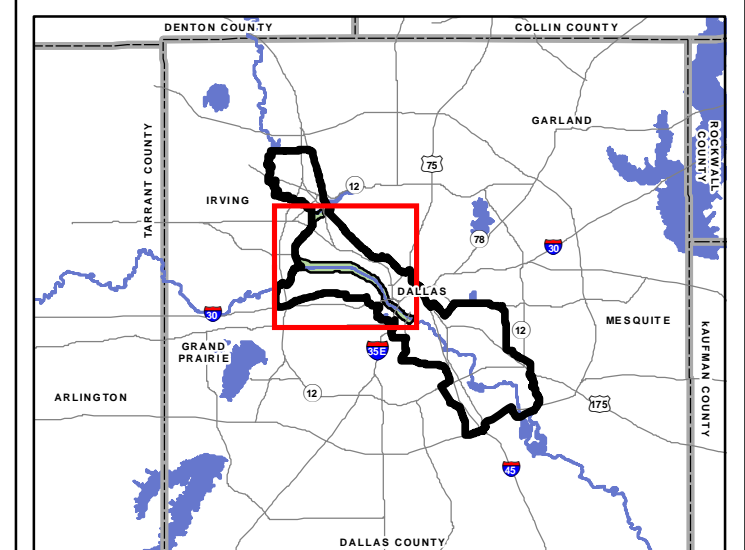 DENTON COUNTY
COLLIN COUNTY
TARRANT COUNTY
GARLAND
ROCKWALL
COUNTY
75
12
IRVING
78
30
DALLAS
30
12
MESQUITE
GRAND
PRAIRIE
35E
KAUFMAN COUNTY
ARLINGTON
12
175
45
DALLAS COUNTY